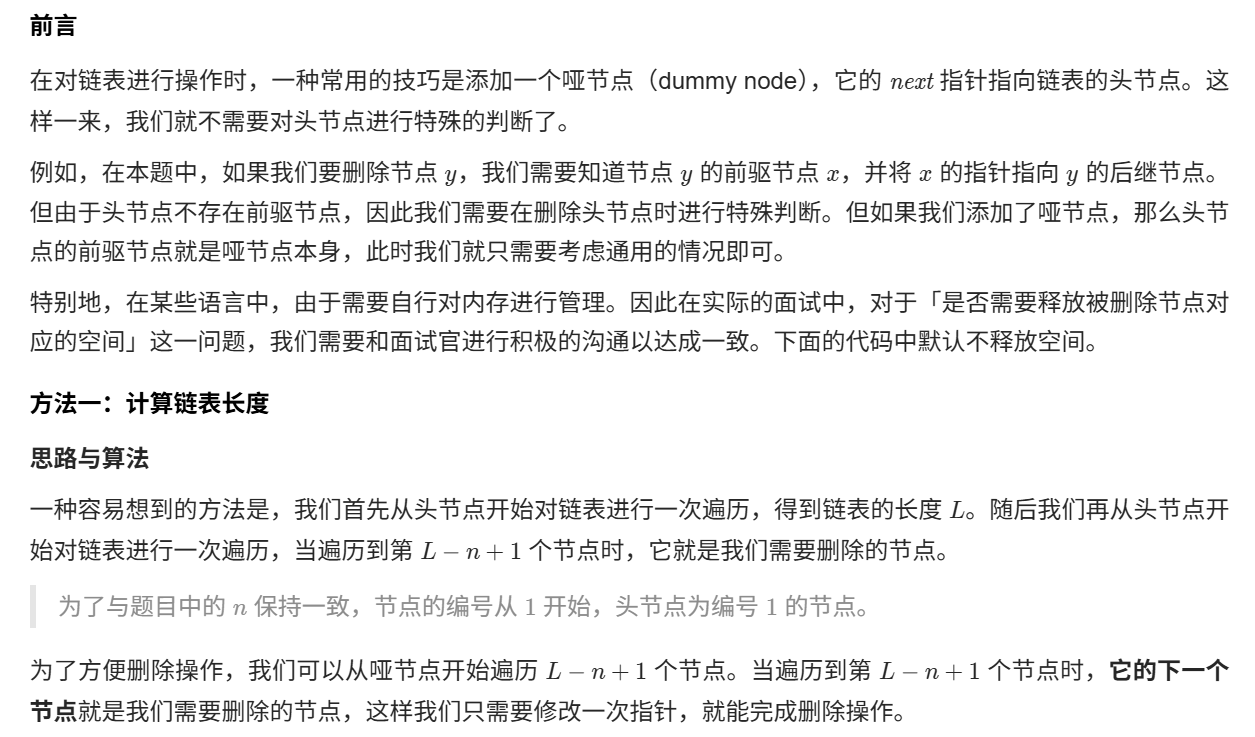 前言
在对链表进行操作时，一种常用的技巧是添加一个哑节点（dummy node），它的 next 指针指向链表的头节点。这
样一来，我们就不需要对头节点进行特殊的判断了。
例如，在本题中，如果我们要删除节点 y，我们需要知道节点 y 的前驱节点 x，并将 x 的指针指向 y 的后继节点。
但由于头节点不存在前驱节点，因此我们需要在删除头节点时进行特殊判断。但如果我们添加了哑节点，那么头节
点的前驱节点就是哑节点本身，此时我们就只需要考虑通用的情况即可。
特别地，在某些语言中，由于需要自行对内存进行管理。因此在实际的面试中，对于「是否需要释放被删除节点对
应的空间」这一问题，我们需要和面试官进行积极的沟通以达成一致。下面的代码中默认不释放空间。
方法一：计算链表长度
思路与算法
一种容易想到的方法是，我们首先从头节点开始对链表进行一次遍历，得到链表的长度 L。随后我们再从头节点开
始对链表进行一次遍历，当遍历到第 L − n + 1 个节点时，它就是我们需要删除的节点。
为了与题目中的 n 保持一致，节点的编号从 1 开始，头节点为编号 1 的节点。
为了方便删除操作，我们可以从哑节点开始遍历 L − n + 1 个节点。当遍历到第 L − n + 1 个节点时，它的下一个
节点就是我们需要删除的节点，这样我们只需要修改一次指针，就能完成删除操作。